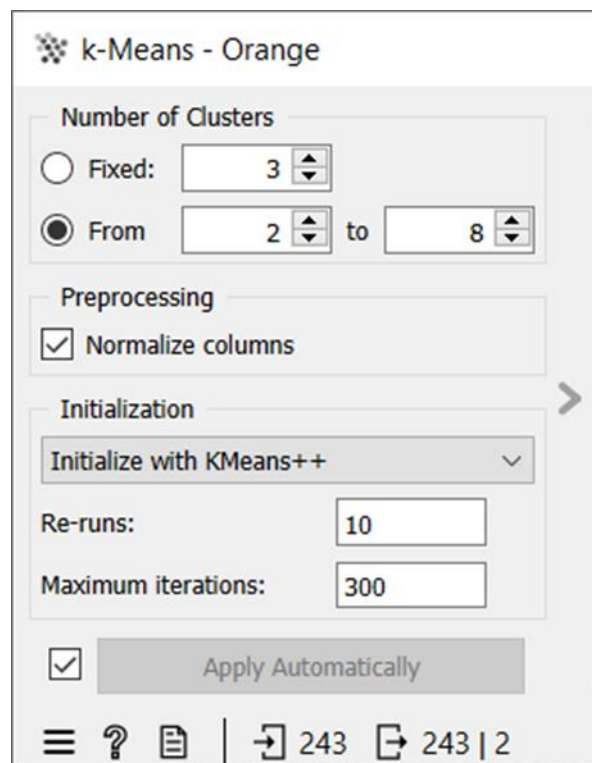 k-Means - Orange
Number of Clusters
Fixed: 3
From 2 to 8
Preprocessing
Normalize columns
Initialization
Initialize with KMeans++
Re-runs: 10
Maximum iterations: 300
Apply Automatically
? 243 243 | 2